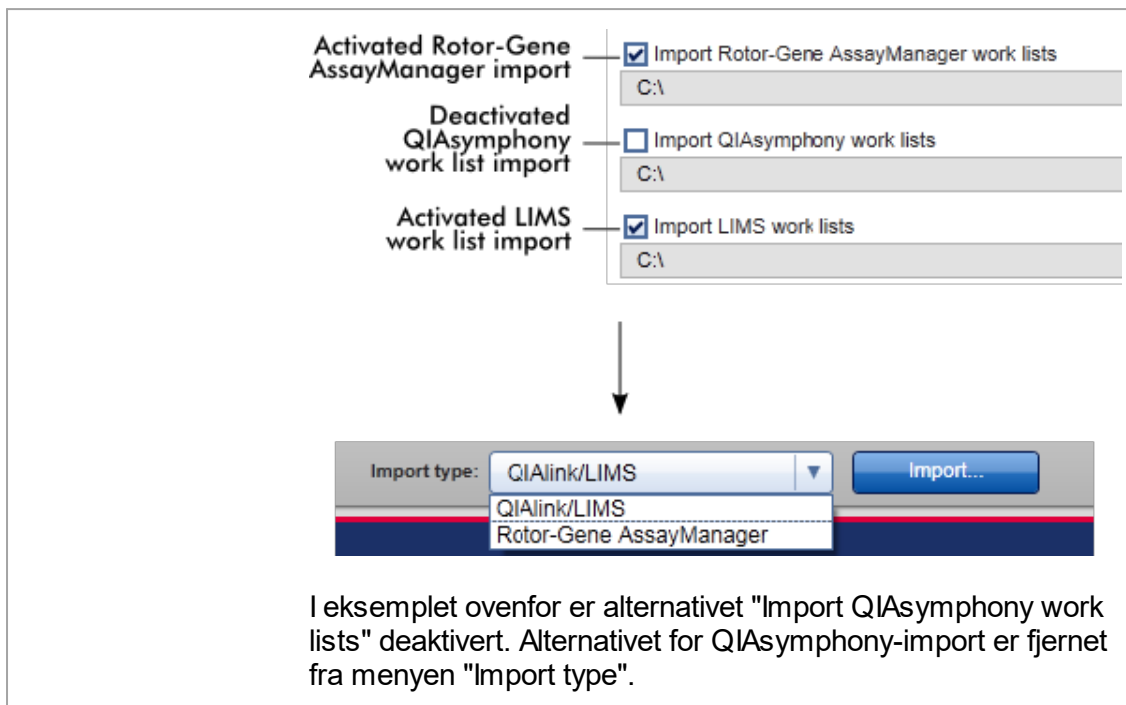 Activated Rotor-Gene
AssayManager import
Import Rotor-Gene AssayManager work lists
C:\
Deactivated
QIAsymphony
work list import
Import QIAsymphony work lists
C:\
Activated LIMS
work list import
Import LIMS work lists
C:\
Import type: QIAlink/LIMS Import...
QIAlink/LIMS
Rotor-Gene AssayManager
I eksemplet ovenfor er alternativet "Import QIAsymphony work
lists" deaktivert. Alternativet for QIAsymphony-import er fjernet
fra menyen "Import type".